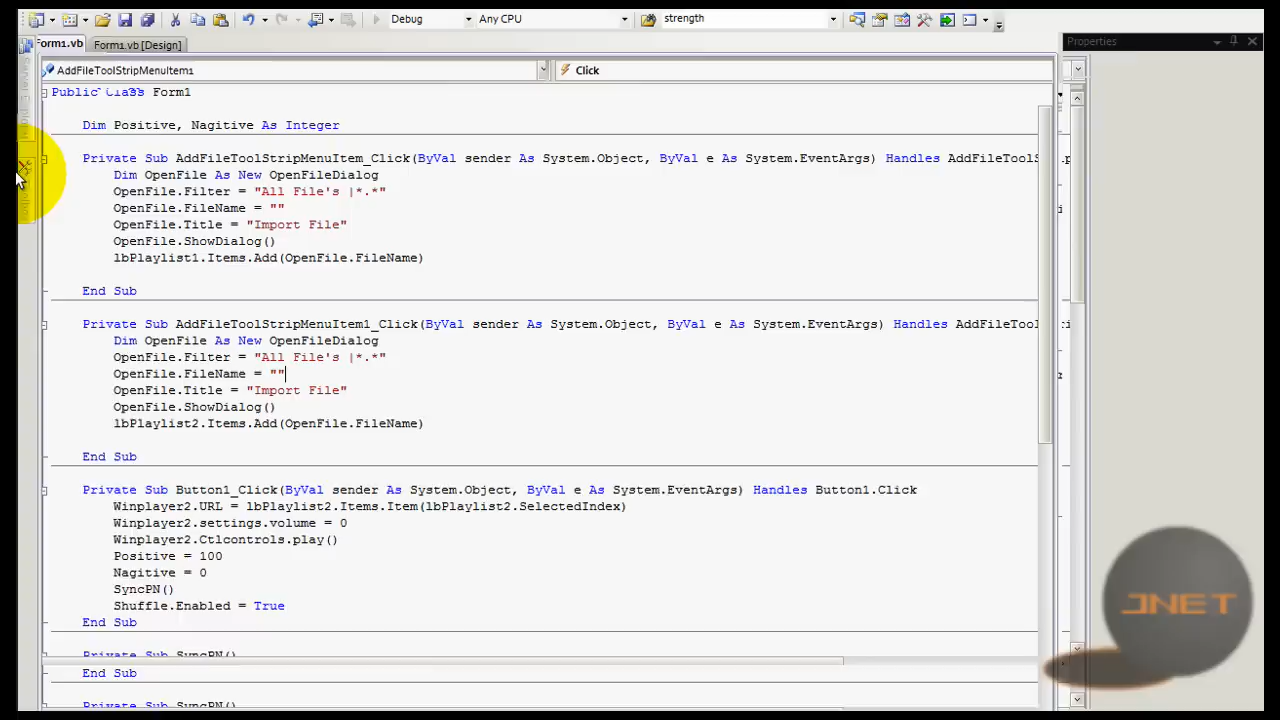 Debug
Any CPU
strength
Form1.vb
Form1.vb [Design]
Properties
AddFileToolStripMenuItem1
Click
Public Class Form1
Dim Positive, Nagitive As Integer
Private Sub AddFileToolStripMenuItem_Click(ByVal sender As System.Object, ByVal e As System.EventArgs) Handles AddFileToolS
Dim OpenFile As New OpenFileDialog
OpenFile.Filter = "All File's |*.*"
OpenFile.FileName = ""
OpenFile.Title = "Import File"
OpenFile.ShowDialog()
lbPlaylist1.Items.Add(OpenFile.FileName)
End Sub
Private Sub AddFileToolStripMenuItem1_Click(ByVal sender As System.Object, ByVal e As System.EventArgs) Handles AddFileTool
Dim OpenFile As New OpenFileDialog
OpenFile.Filter = "All File's |*.*"
OpenFile.FileName = ""
OpenFile.Title = "Import File"
OpenFile.ShowDialog()
lbPlaylist2.Items.Add(OpenFile.FileName)
End Sub
Private Sub Button1_Click(ByVal sender As System.Object, ByVal e As System.EventArgs) Handles Button1.Click
Winplayer2.URL = lbPlaylist2.Items.Item(lbPlaylist2.SelectedIndex)
Winplayer2.settings.volume = 0
Winplayer2.Ctlcontrols.play()
Positive = 100
Nagitive = 0
SyncPN()
Shuffle.Enabled = True
End Sub
Private Sub SyncPN()
End Sub
Private Sub SyncPN()
JNET